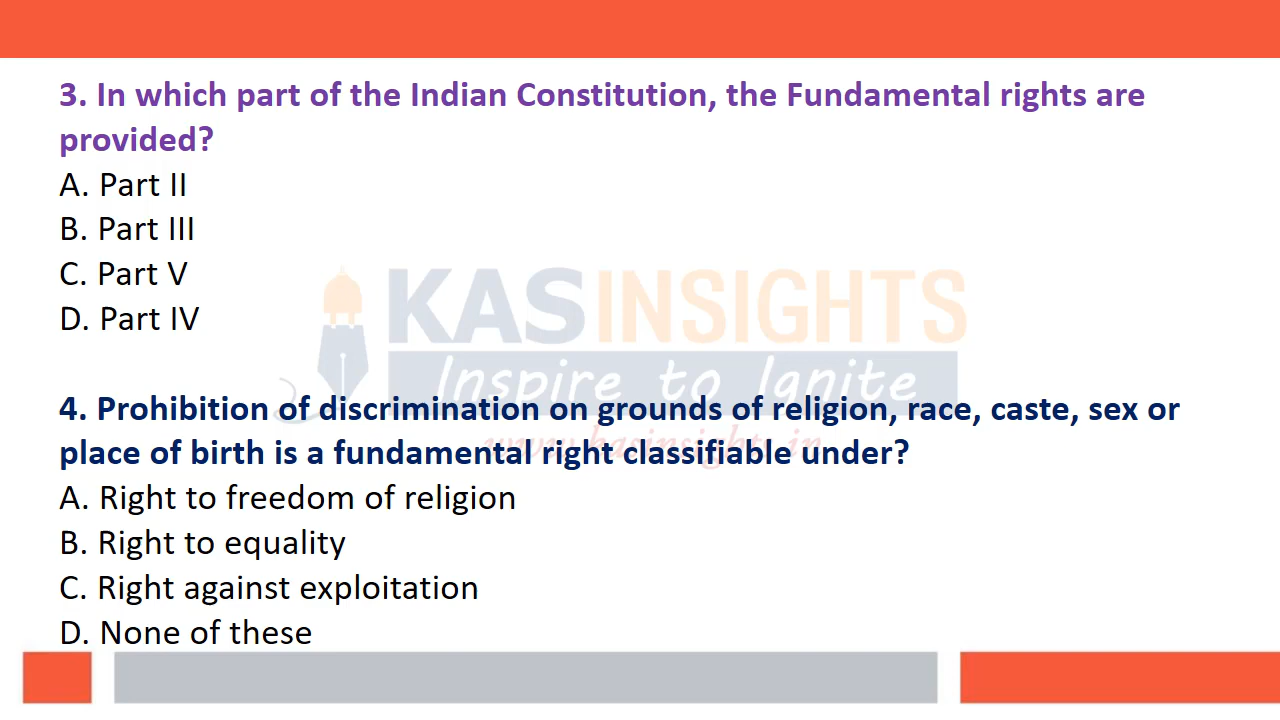 3. In which part of the Indian Constitution, the Fundamental rights are
provided?
A. Part II
B. Part III
C. Part V
D. Part IV
KAS INSIGHTS
Inspire to Ignite
4. Prohibition of discrimination on grounds of religion, race, caste, sex or
www.kasinsights.in
place of birth is a fundamental right classifiable under?
A. Right to freedom of religion
B. Right to equality
C. Right against exploitation
D. None of these